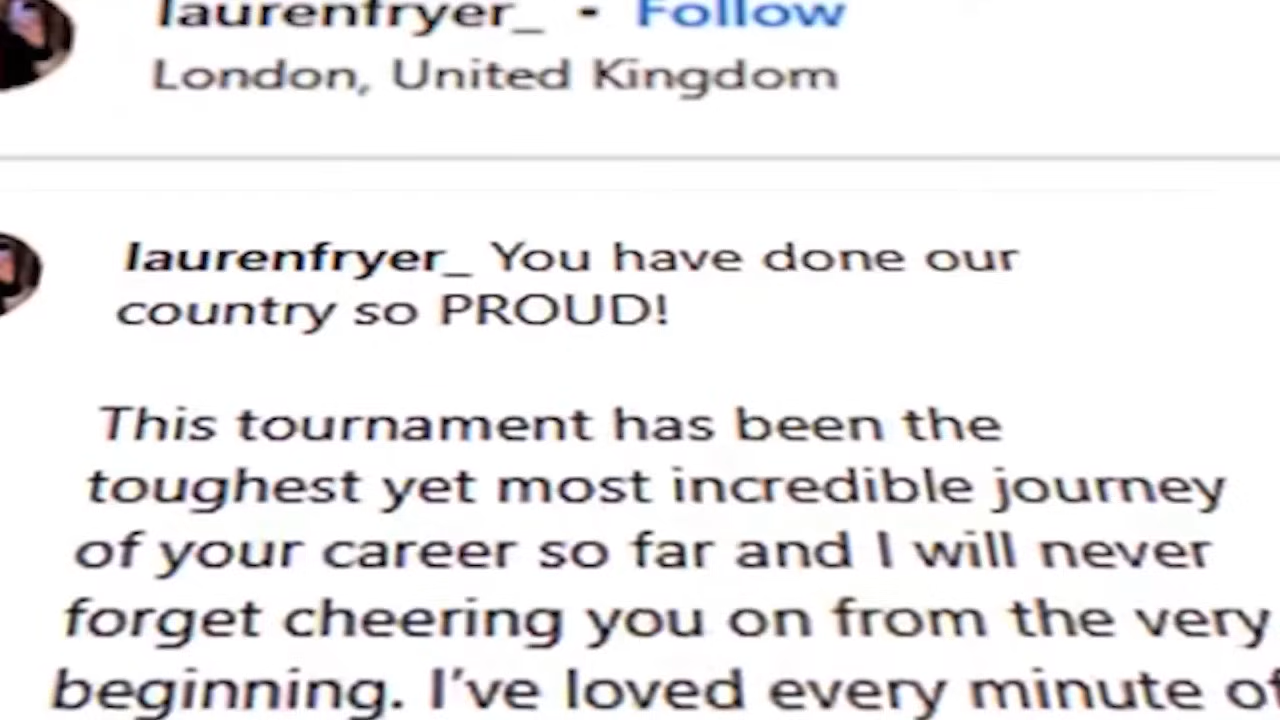 laurenfryer_ • Follow
London, United Kingdom
laurenfryer_ You have done our
country so PROUD!
This tournament has been the
toughest yet most incredible journey
of your career so far and I will never
forget cheering you on from the very
beginning. I've loved every minute of